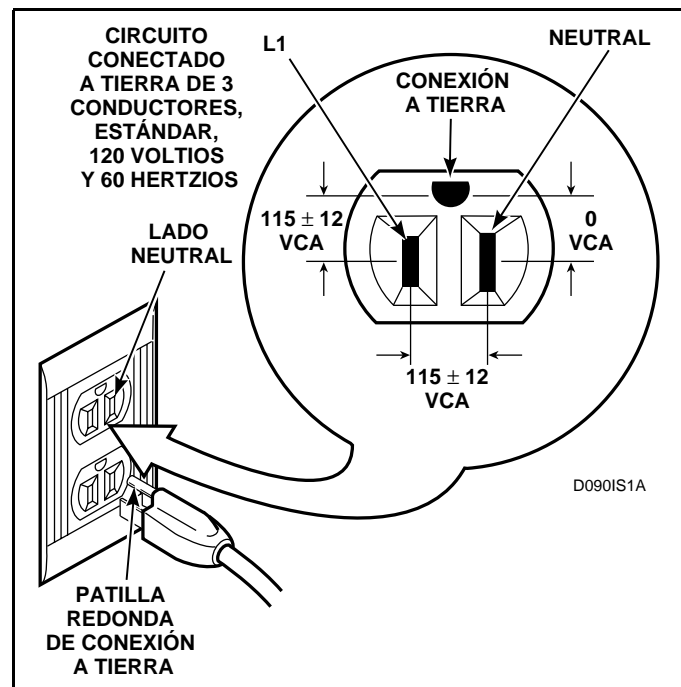 CIRCUITO
CONECTADO
A TIERRA DE 3
CONDUCTORES,
ESTÁNDAR,
120 VOLTIOS
Y 60 HERTZIOS
L1
NEUTRAL
CONEXIÓN
A TIERRA
115 ± 12
VCA
0
VCA
LADO
NEUTRAL
115 ± 12
VCA
D090IS1A
PATILLA
REDONDA
DE CONEXIÓN
A TIERRA